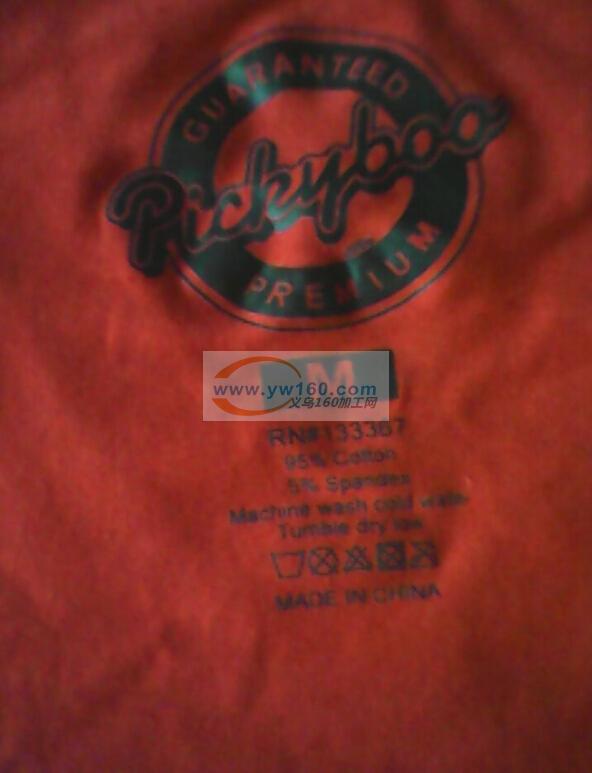 GUARANTEED
Pickyboo
PREMIUM
M
www.yw160.com
义乌160加工网
RN#133367
95% Cotton
5% Spandex
Machine wash cold water
Tumble dry low
MADE IN CHINA